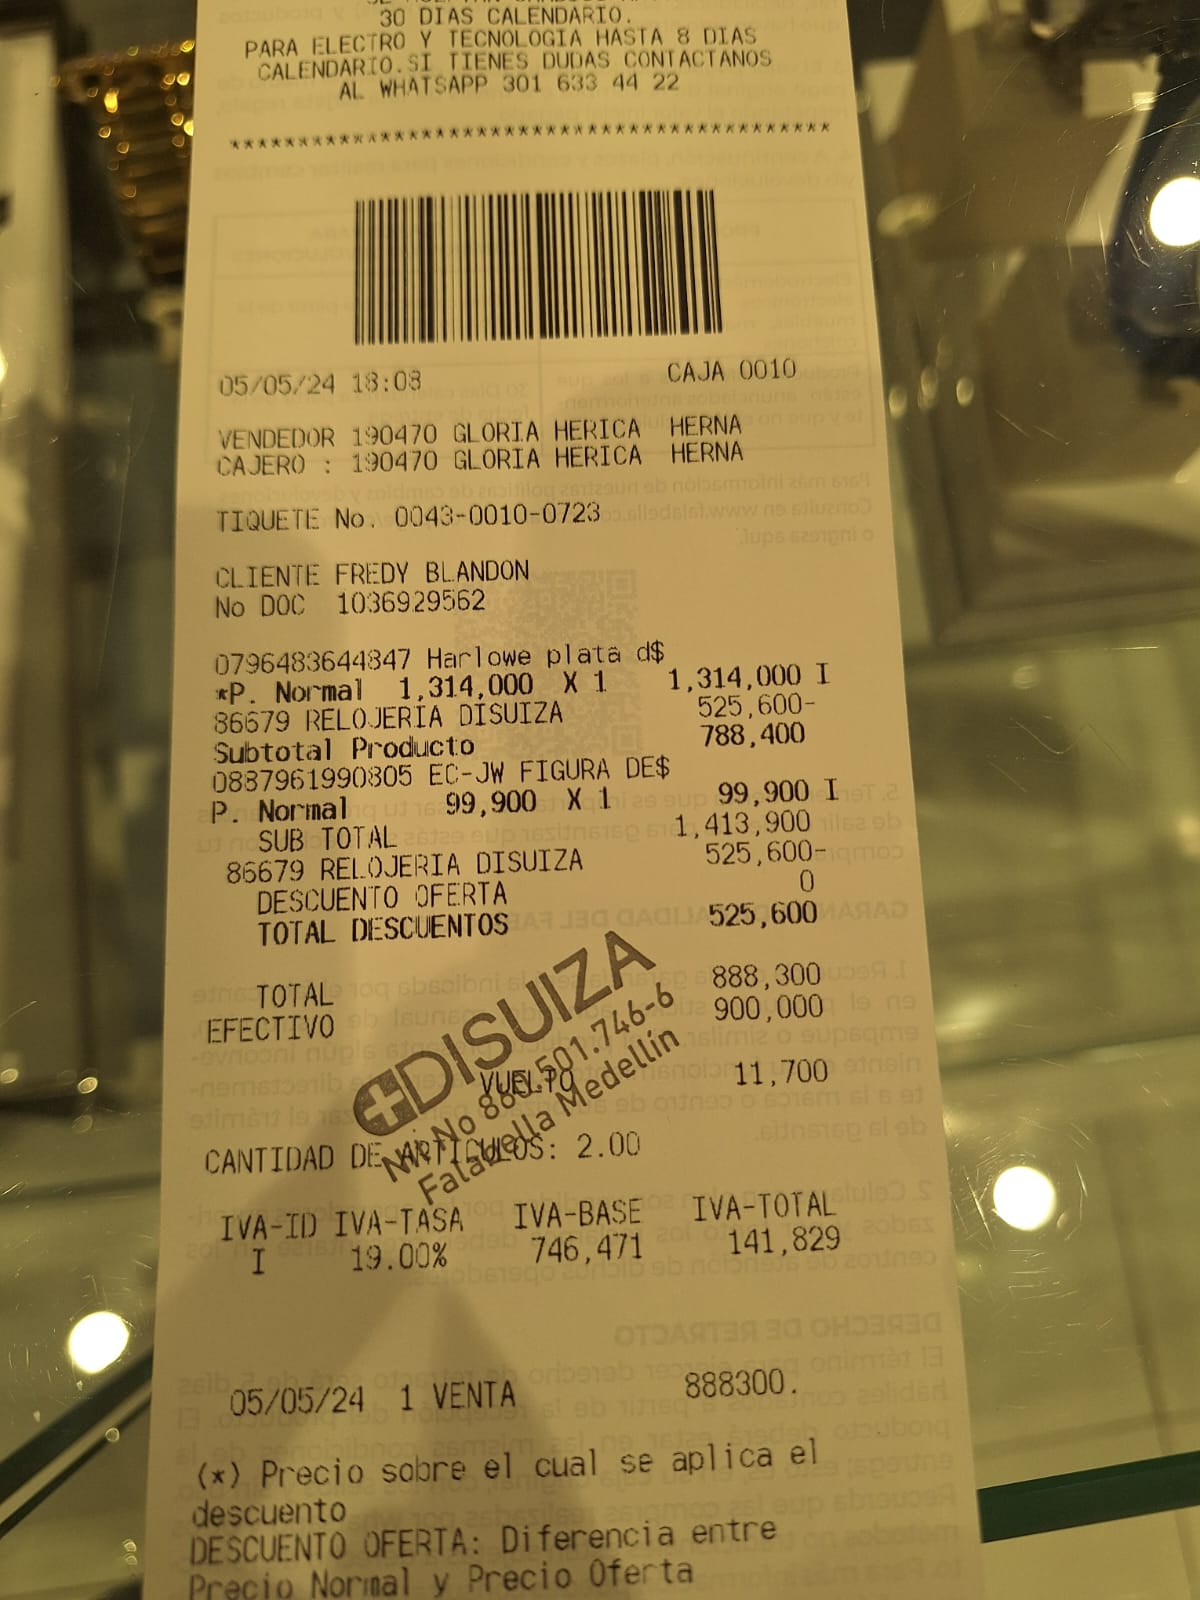 30 DIAS CALENDARIO.
PARA ELECTRO Y TECNOLOGIA HASTA 8 DIAS
CALENDARIO.SI TIENES DUDAS CONTACTANOS
AL WHATSAPP 301 633 44 22
********************************************
05/05/24 18:08 CAJA 0010
VENDEDOR 190470 GLORIA HERICA HERNA
CAJERO : 190470 GLORIA HERICA HERNA
TIQUETE No. 0043-0010-0723
CLIENTE FREDY BLANDON
No DOC 1036929562
0796483644847 Harlowe plata d$
*P. Normal 1,314,000 X 1 1,314,000 I
86679 RELOJERIA DISUIZA 525,600-
Subtotal Producto 788,400
0887961990805 EC-JW FIGURA DE$
P. Normal 99,900 X 1 99,900 I
SUB TOTAL 1,413,900
86679 RELOJERIA DISUIZA 525,600-
DESCUENTO OFERTA 0
TOTAL DESCUENTOS 525,600
TOTAL 888,300
EFECTIVO 900,000
DISUIZA
VUELTO 11,700
Nit. No 860.501.746-6
Falabella Medellín
CANTIDAD DE ARTICULOS: 2.00
IVA-ID IVA-TASA IVA-BASE IVA-TOTAL
I 19.00% 746,471 141,829
05/05/24 1 VENTA 888300.
(*) Precio sobre el cual se aplica el
descuento
DESCUENTO OFERTA: Diferencia entre
Precio Normal y Precio Oferta